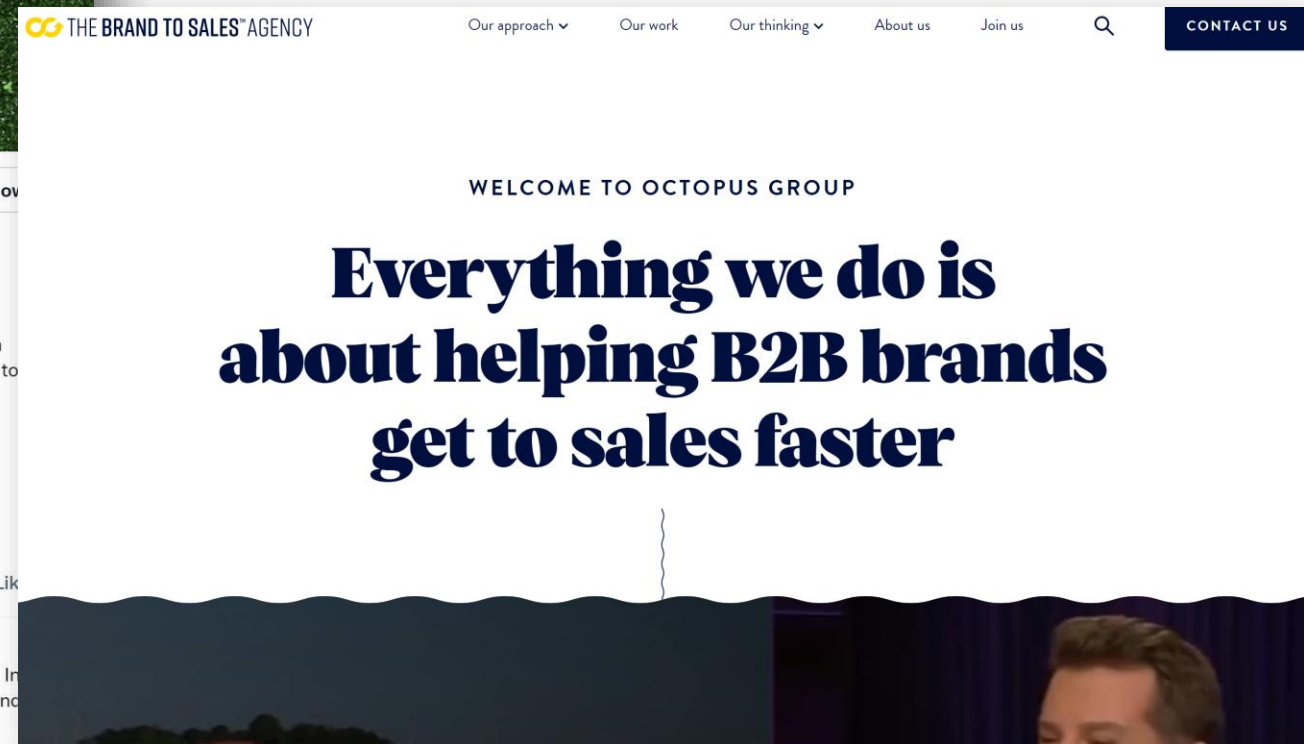 THE BRAND TO SALES™ AGENCY
Our approach
Our work
Our thinking
About us
Join us
CONTACT US
WELCOME TO OCTOPUS GROUP
Everything we do is
about helping B2B brands
get to sales faster
to